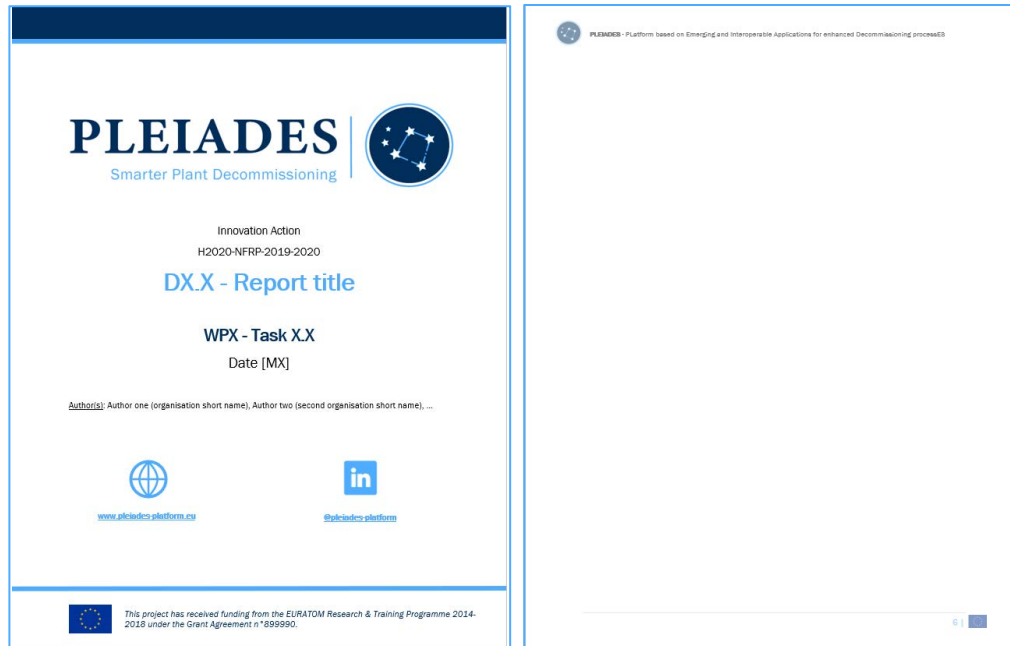 PLEIADES
Smarter Plant Decommissioning
Innovation Action
H2020-NFRP-2019-2020
DX.X - Report title
WPX - Task X.X
Date [MX]
Author(s): Author one (organisation short name), Author two (second organisation short name), ...
in
www.pleiades-platform.eu
@pleiades-platform
This project has received funding from the EURATOM Research & Training Programme 2014-
2018 under the Grant Agreement n°899990.
PLEIADES - PLatform based on Emerging and Interoperable Applications for enhanced Decommissioning processES
6 |